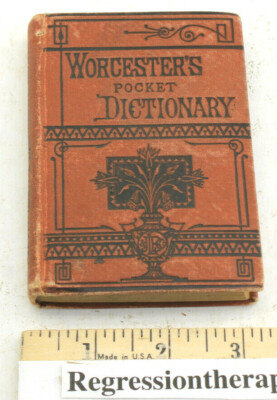 WORCESTER'S
POCKET
DICTIONARY
1 2 3
Made in U.S.A.
Regressiontherap